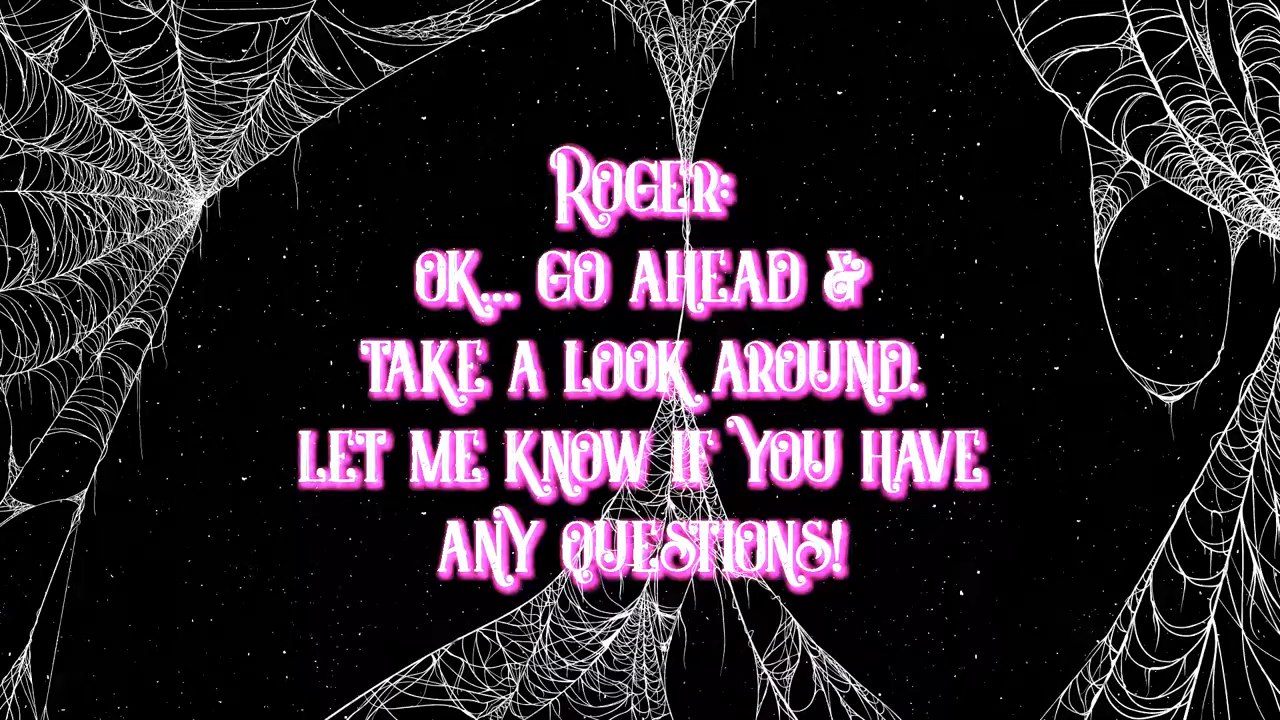 Roger:
OK... GO AHEAD &
TAKE A LOOK AROUND.
LET ME KNOW IF YOU HAVE
ANY QUESTIONS!